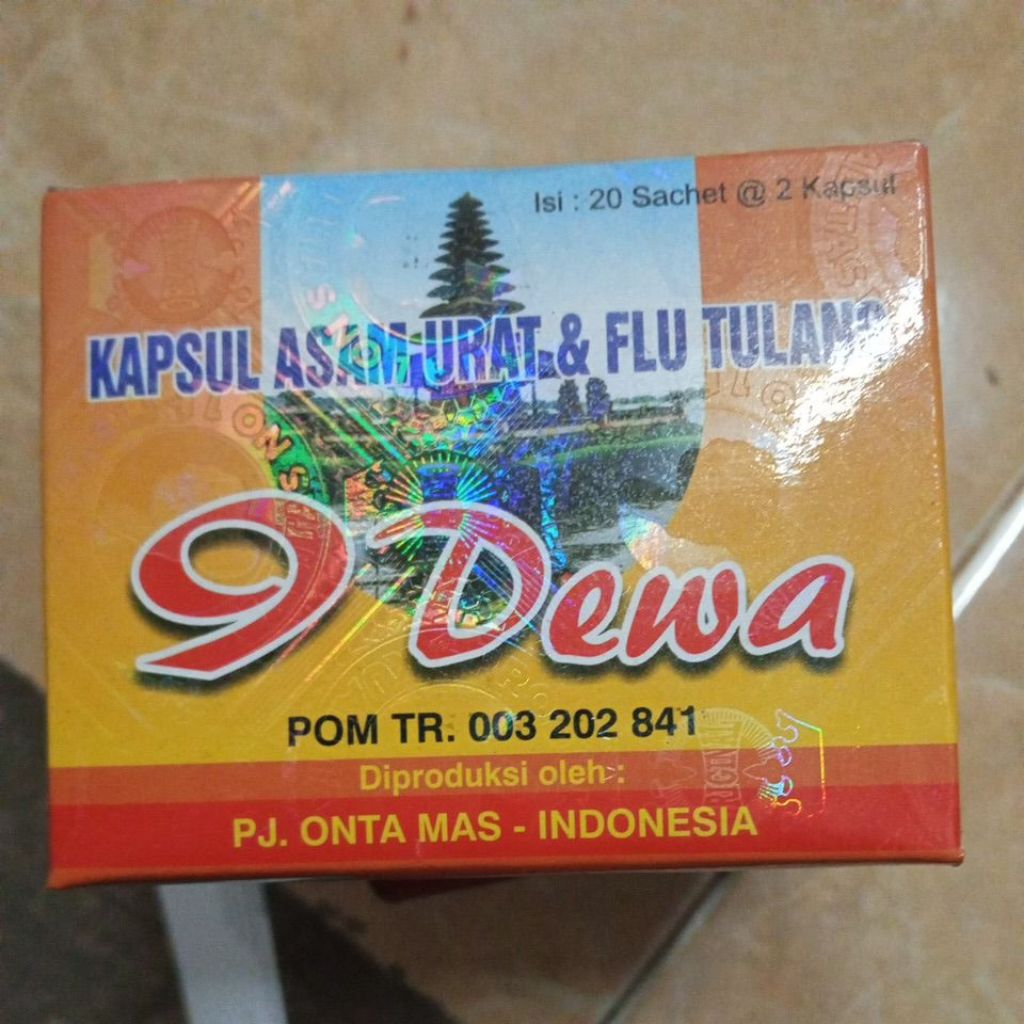 Isi : 20 Sachet @ 2 Kapsul
KAPSUL ASAM URAT & FLU TULANG
9 Dewa
POM TR. 003 202 841
Diproduksi oleh :
PJ. ONTA MAS - INDONESIA